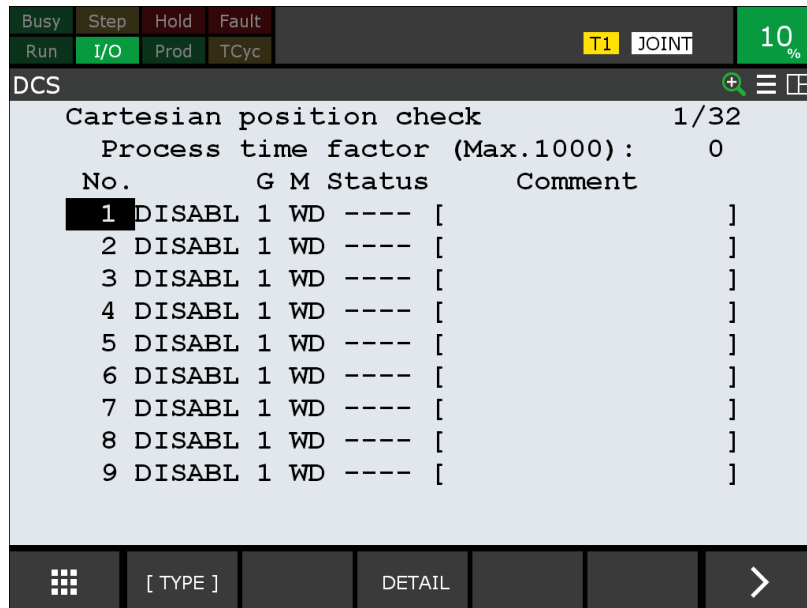 Busy Step Hold Fault
Run I/O Prod TCyc T1 JOINT 10%
DCS
Cartesian position check 1/32
Process time factor (Max.1000): 0
No. G M Status Comment
1 DISABL 1 WD ---- [ ]
2 DISABL 1 WD ---- [ ]
3 DISABL 1 WD ---- [ ]
4 DISABL 1 WD ---- [ ]
5 DISABL 1 WD ---- [ ]
6 DISABL 1 WD ---- [ ]
7 DISABL 1 WD ---- [ ]
8 DISABL 1 WD ---- [ ]
9 DISABL 1 WD ---- [ ]
[ TYPE ] DETAIL >